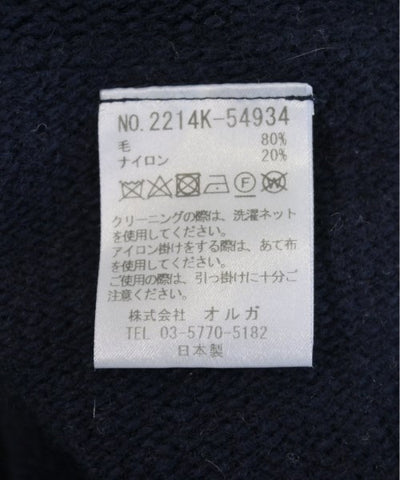 NO. 2214K-54934
毛 80%
ナイロン 20%
F W
クリーニングの際は、洗濯ネット
を使用してください。
アイロン掛けをする際は、あて布
を使用してください。
ご使用の際は、引っ掛けに十分ご
注意ください。
株式会社 オルガ
TEL 03-5770-5182
日本製